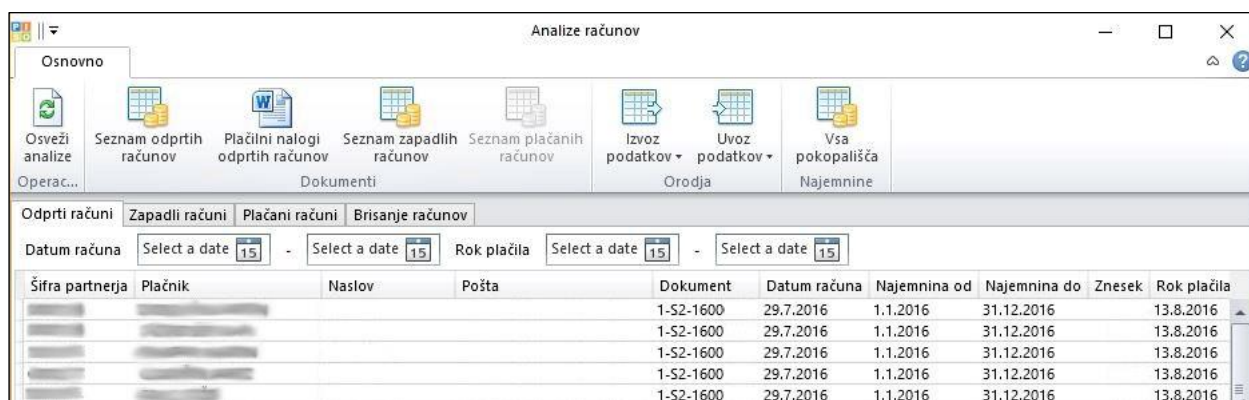 Analize računov
Osnovno
Osveži analize
Seznam odprtih računov
Plačilni nalogi odprtih računov
Seznam zapadlih računov
Seznam plačanih računov
Izvoz podatkov
Uvoz podatkov
Vsa pokopališča
Operac... Dokumenti Orodja Najemnine
Odprti računi Zapadli računi Plačani računi Brisanje računov
Datum računa Select a date 15 - Select a date 15 Rok plačila Select a date 15 - Select a date 15
Šifra partnerja Plačnik Naslov Pošta Dokument Datum računa Najemnina od Najemnina do Znesek Rok plačila
1-S2-1600 29.7.2016 1.1.2016 31.12.2016 13.8.2016
1-S2-1600 29.7.2016 1.1.2016 31.12.2016 13.8.2016
1-S2-1600 29.7.2016 1.1.2016 31.12.2016 13.8.2016
1-S2-1600 29.7.2016 1.1.2016 31.12.2016 13.8.2016
1-S2-1600 29.7.2016 1.1.2016 31.12.2016 13.8.2016